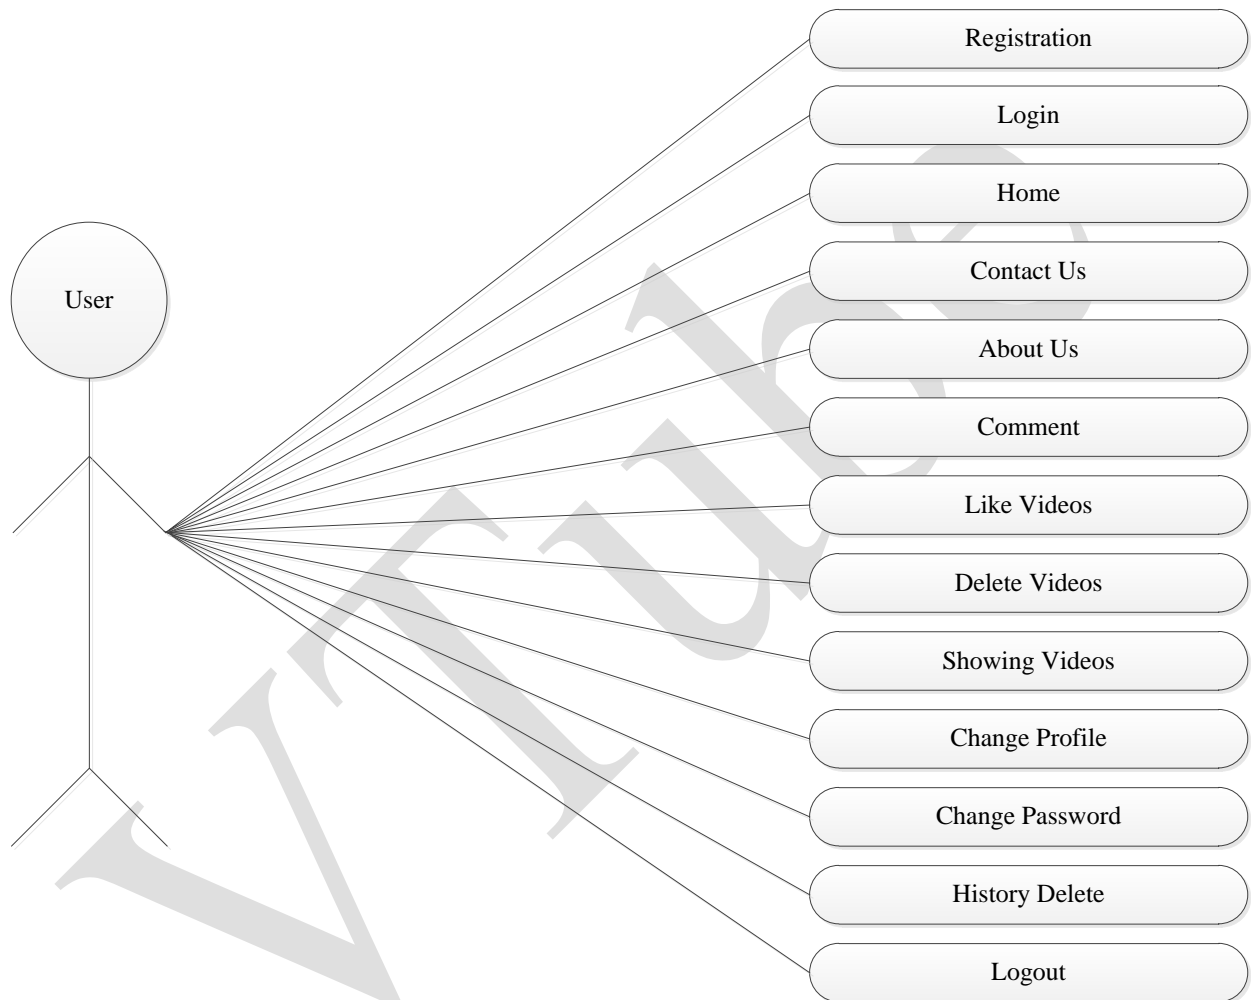 Registration
Login
Home
Contact Us
User
About Us
Comment
Like Videos
Delete Videos
Showing Videos
Change Profile
Change Password
History Delete
Logout
VTube